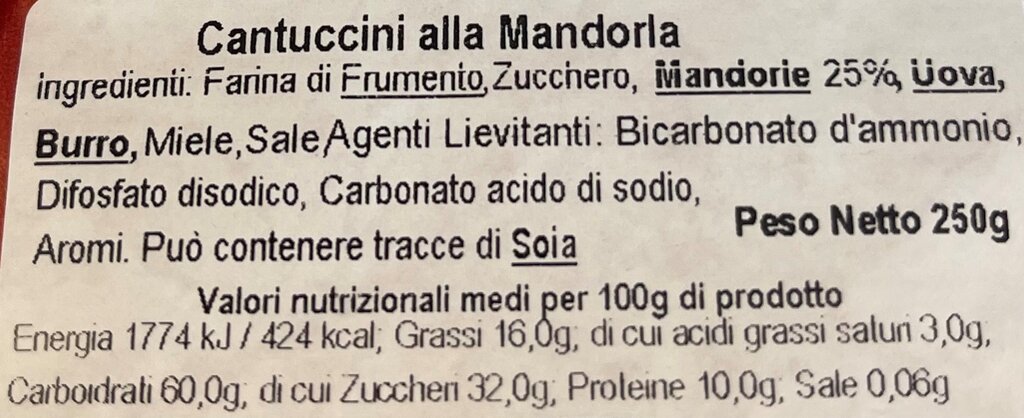 Cantuccini alla Mandorla
ingredienti: Farina di Frumento, Zucchero, Mandorie 25%, Uova,
Burro, Miele, Sale, Agenti Lievitanti: Bicarbonato d'ammonio,
Difosfato disodico, Carbonato acido di sodio,
Aromi. Può contenere tracce di Soia
Peso Netto 250g
Valori nutrizionali medi per 100g di prodotto
Energia 1774 kJ / 424 kcal; Grassi 16,0g; di cui acidi grassi saturi 3,0g,
Carboidrati 60,0g; di cui Zuccheri 32,0g; Proteine 10,0g; Sale 0,06g